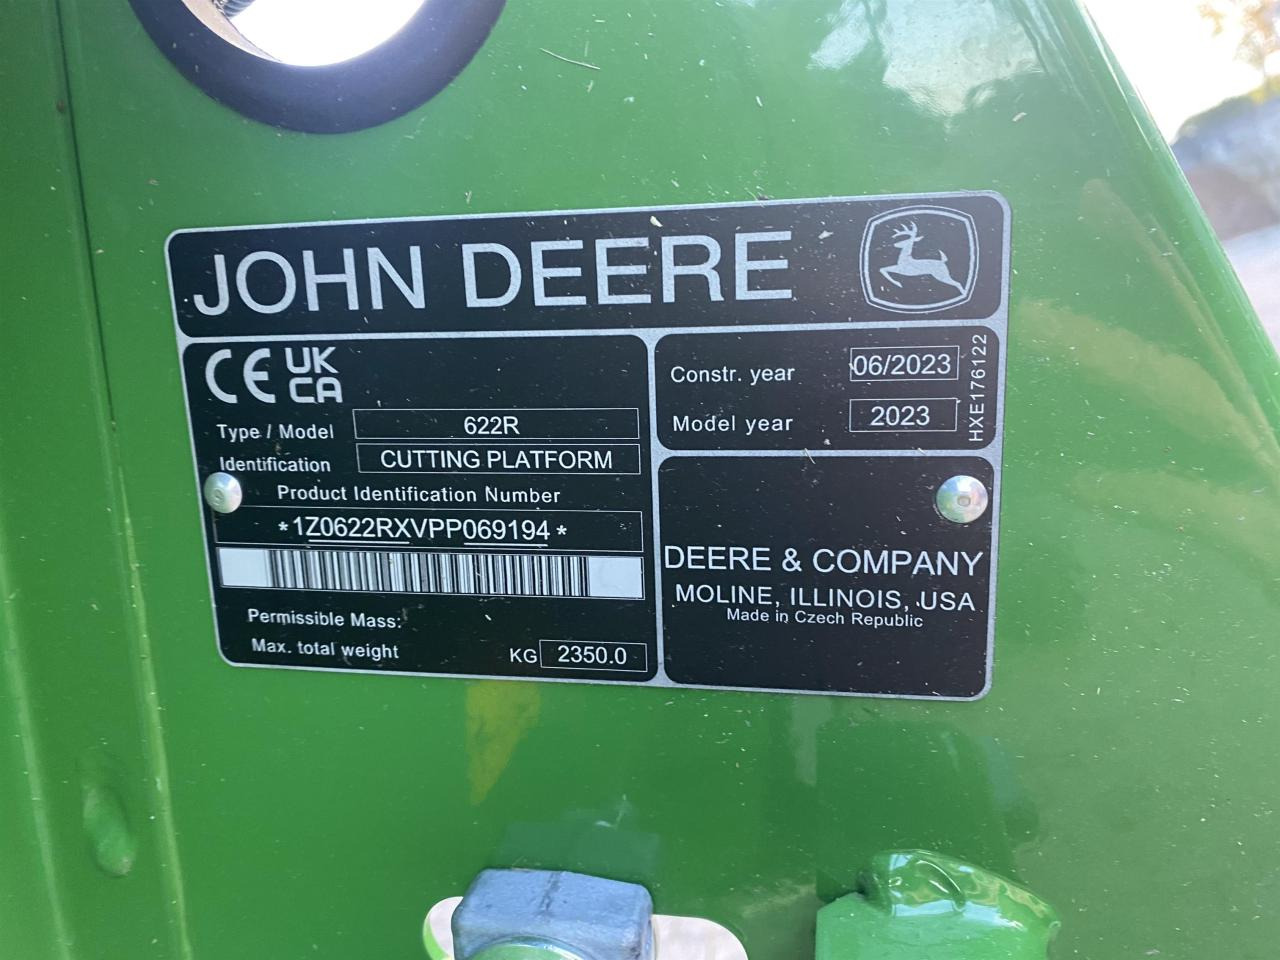 JOHN DEERE
CE UK
CA
Type / Model 622R
Identification CUTTING PLATFORM
Product Identification Number
*1Z0622RXVPP069194*
Permissible Mass:
Max. total weight KG 2350.0
Constr. year 06/2023
Model year 2023
HXE176122
DEERE & COMPANY
MOLINE, ILLINOIS, USA
Made in Czech Republic